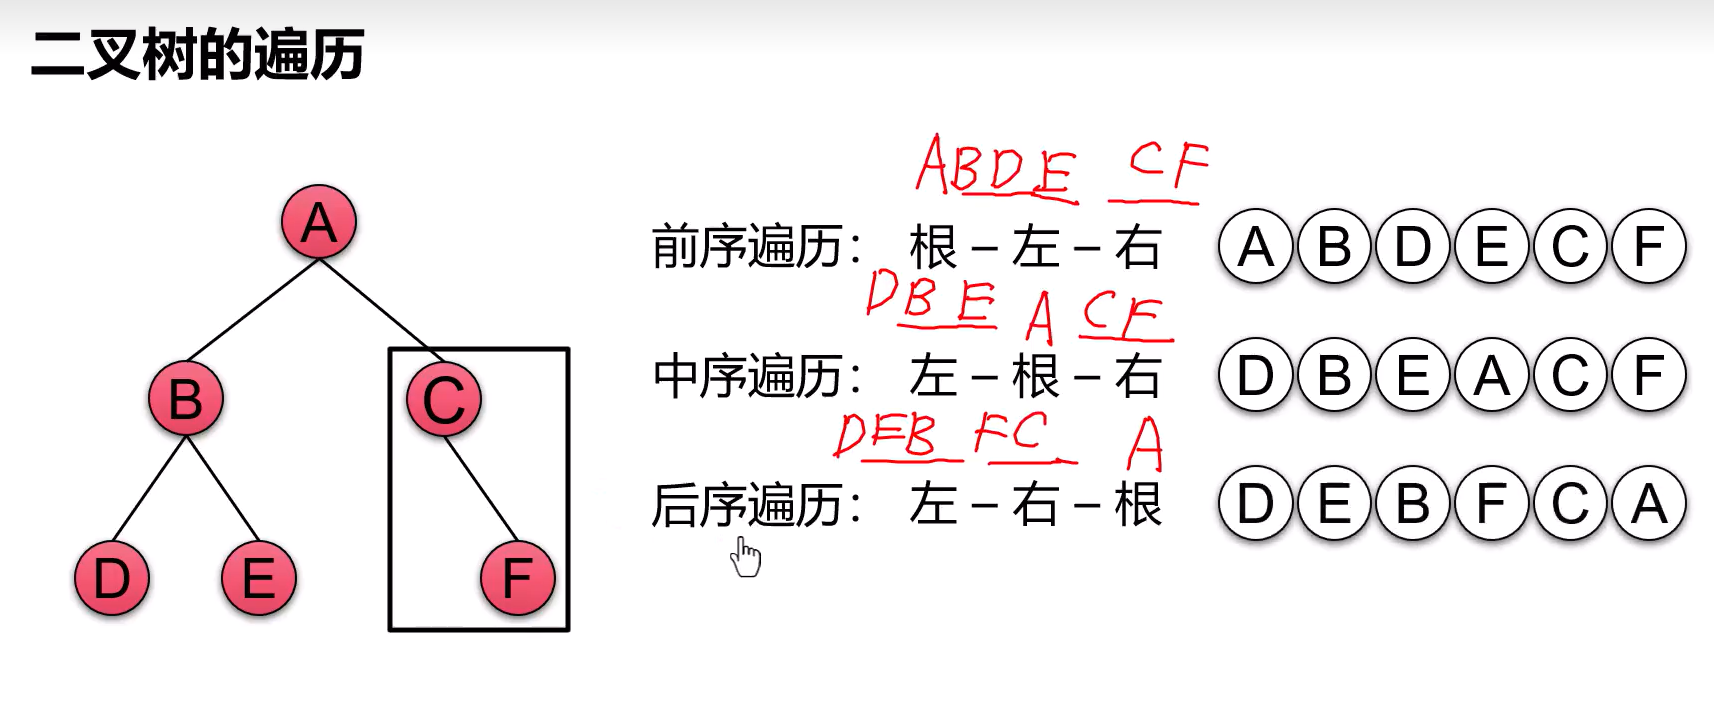 二叉树的遍历
A
B
C
D
E
F
ABDE CF
前序遍历： 根 – 左 – 右 A B D E C F
DBE A CF
中序遍历： 左 – 根 – 右 D B E A C F
DEB FC A
后序遍历： 左 – 右 – 根 D E B F C A